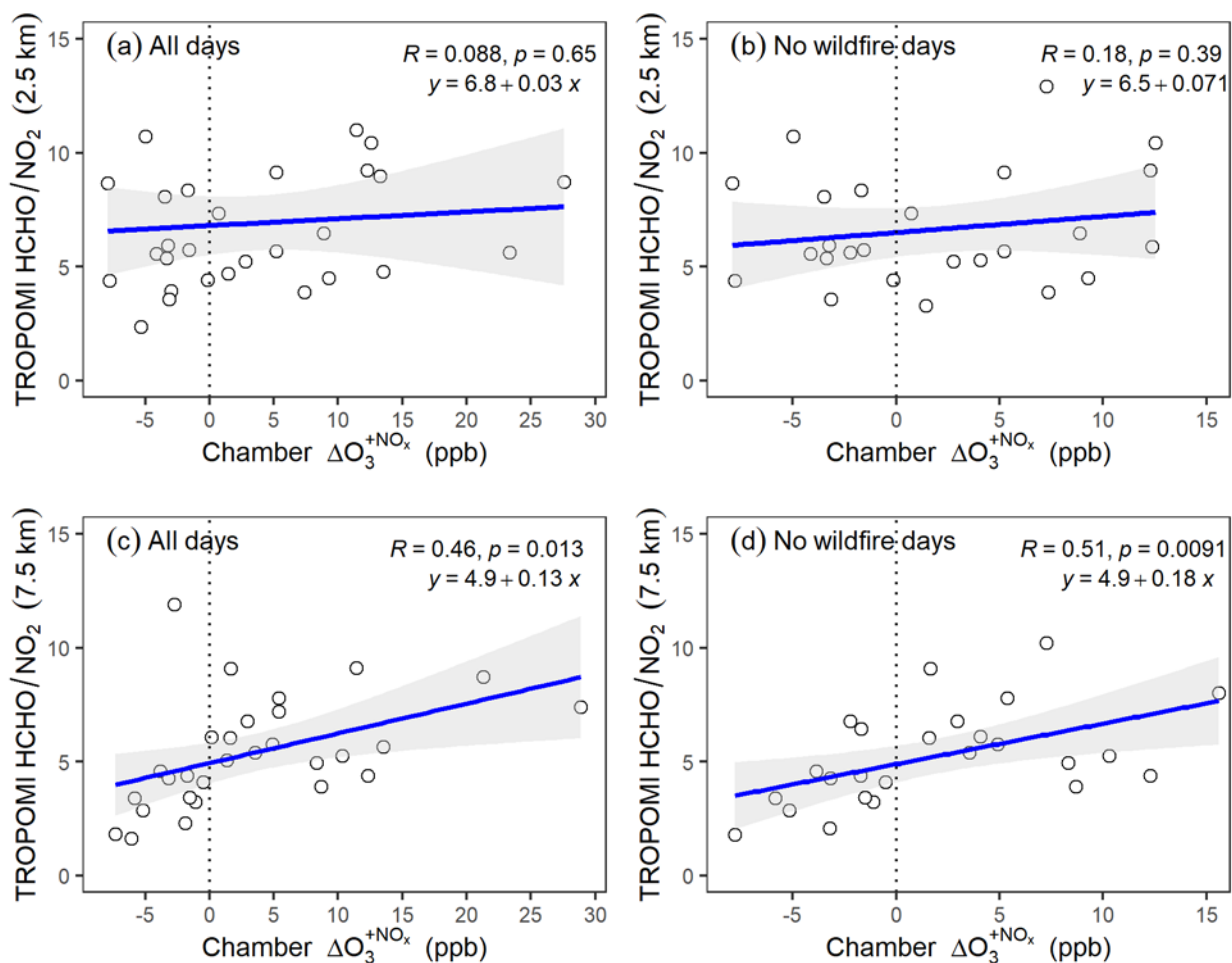 (a) All days
R = 0.088, p = 0.65
y = 6.8 + 0.03 x
TROPOMI HCHO/NO₂ (2.5 km)
15
10
5
0
-5 0 5 10 15 20 25 30
Chamber ΔO₃⁺ᴺᴼˣ (ppb)
(b) No wildfire days
R = 0.18, p = 0.39
y = 6.5 + 0.071
TROPOMI HCHO/NO₂ (2.5 km)
15
10
5
0
-5 0 5 10 15
Chamber ΔO₃⁺ᴺᴼˣ (ppb)
(c) All days
R = 0.46, p = 0.013
y = 4.9 + 0.13 x
TROPOMI HCHO/NO₂ (7.5 km)
15
10
5
0
-5 0 5 10 15 20 25 30
Chamber ΔO₃⁺ᴺᴼˣ (ppb)
(d) No wildfire days
R = 0.51, p = 0.0091
y = 4.9 + 0.18 x
TROPOMI HCHO/NO₂ (7.5 km)
15
10
5
0
-5 0 5 10 15
Chamber ΔO₃⁺ᴺᴼˣ (ppb)